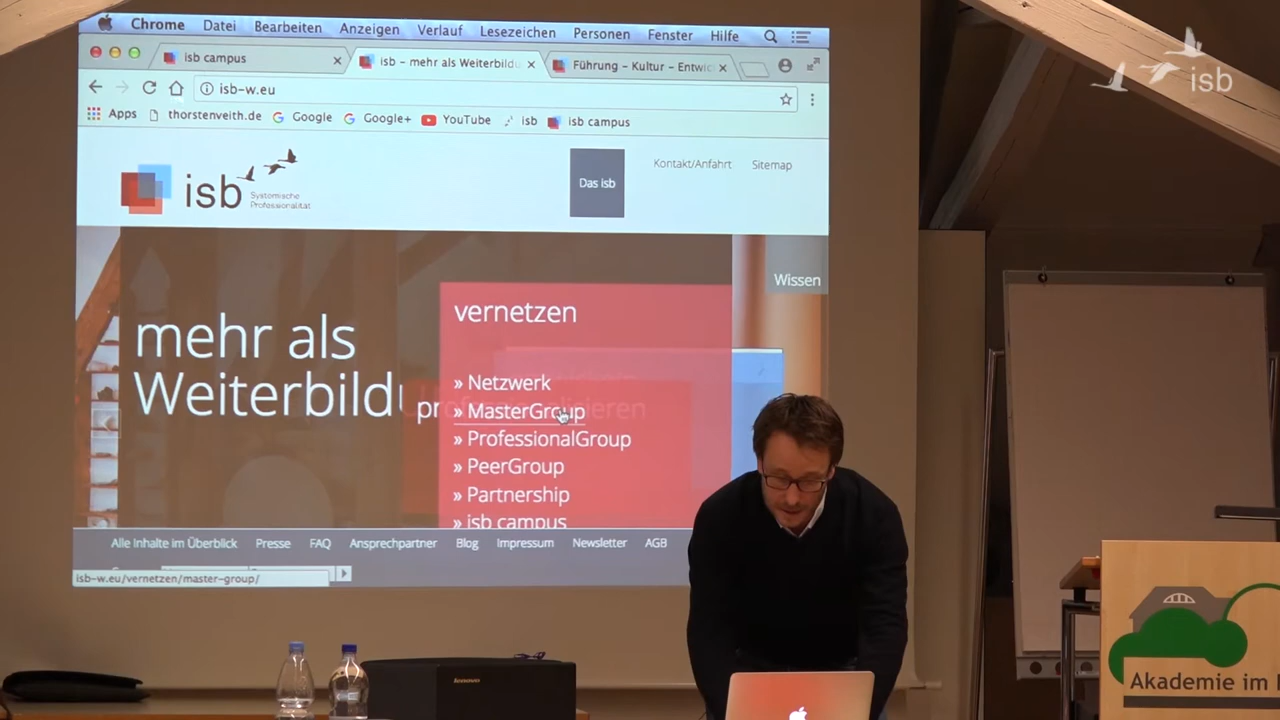 Chrome Datei Bearbeiten Anzeigen Verlauf Lesezeichen Personen Fenster Hilfe
isb campus
isb – mehr als Weiterbildu
Führung – Kultur – Entwic
isb-w.eu
Apps thorstenveith.de Google Google+ YouTube isb isb campus
isb
Systemische
Professionalität
Das isb
Kontakt/Anfahrt
Sitemap
Wissen
mehr als
Weiterbildu
professionalisieren
vernetzen
» Netzwerk
» MasterGroup
» ProfessionalGroup
» PeerGroup
» Partnership
» isb campus
Alle Inhalte im Überblick Presse FAQ Ansprechpartner Blog Impressum Newsletter AGB
isb-w.eu/vernetzen/master-group/
isb
lenovo
Akademie im